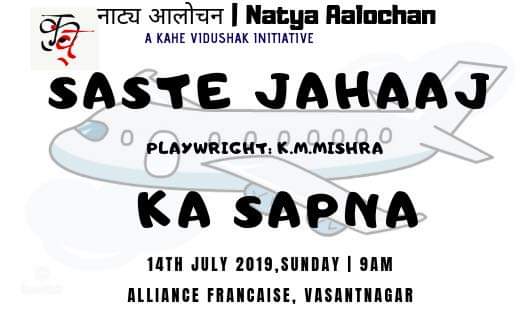 नाट्य आलोचन | Natya Aalochan
A KAHE VIDUSHAK INITIATIVE
SASTE JAHAAJ
PLAYWRIGHT: K.M.MISHRA
KA SAPNA
14TH JULY 2019,SUNDAY | 9AM
ALLIANCE FRANCAISE, VASANTNAGAR